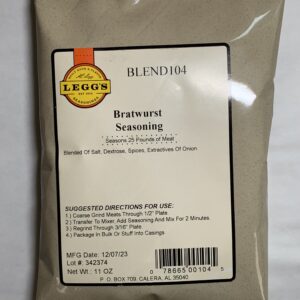 BLEND104
LEGG'S
Bratwurst
Seasoning
Seasons 25 Pounds of Meat
Blended Of Salt, Dextrose, Spices, Extractives Of Onion
SUGGESTED DIRECTIONS FOR USE:
1.) Coarse Grind Meats Through 1/2" Plate.
2.) Transfer To Mixer, Add Seasoning And Mix For 2 Minutes.
3.) Regrind Through 3/16" Plate.
4.) Package In Bulk Or Stuff Into Casings.
MFG Date: 12/07/23
Lot #: 342374
Net Wt.: 11 OZ
0 78665 00104 5
P. O. BOX 709, CALERA, AL 35040